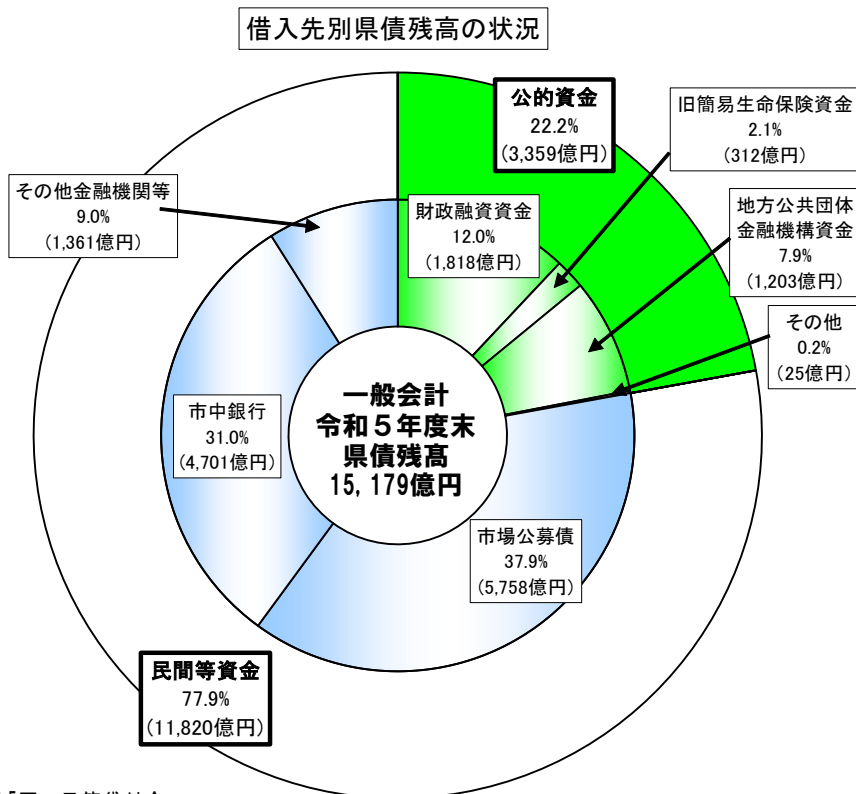 借入先別県債残高の状況
公的資金
22.2%
(3,359億円)
旧簡易生命保険資金
2.1%
(312億円)
その他金融機関等
9.0%
(1,361億円)
財政融資資金
12.0%
(1,818億円)
地方公共団体
金融機構資金
7.9%
(1,203億円)
その他
0.2%
(25億円)
市中銀行
31.0%
(4,701億円)
一般会計
令和5年度末
県債残高
15,179億円
市場公募債
37.9%
(5,758億円)
民間等資金
77.9%
(11,820億円)